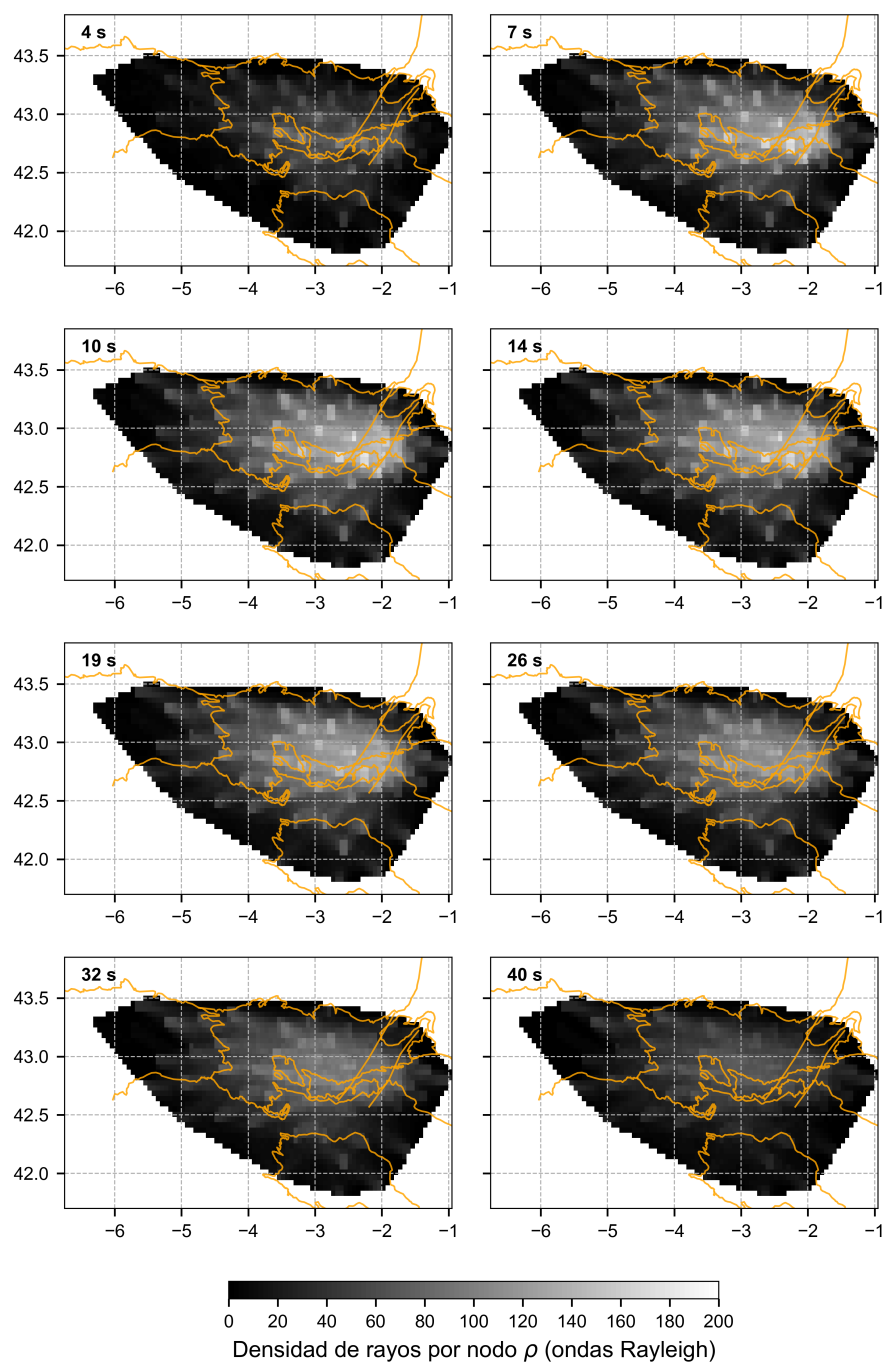 4 s
7 s
43.5
43.0
42.5
42.0
−6 −5 −4 −3 −2 −1
−6 −5 −4 −3 −2 −1
10 s
14 s
43.5
43.0
42.5
42.0
−6 −5 −4 −3 −2 −1
−6 −5 −4 −3 −2 −1
19 s
26 s
43.5
43.0
42.5
42.0
−6 −5 −4 −3 −2 −1
−6 −5 −4 −3 −2 −1
32 s
40 s
43.5
43.0
42.5
42.0
−6 −5 −4 −3 −2 −1
−6 −5 −4 −3 −2 −1
0 20 40 60 80 100 120 140 160 180 200
Densidad de rayos por nodo ρ (ondas Rayleigh)